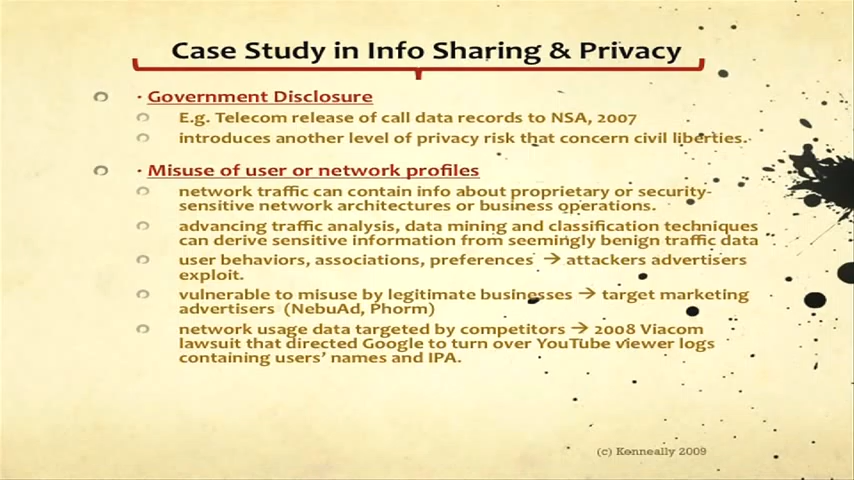 Case Study in Info Sharing & Privacy
· Government Disclosure
E.g. Telecom release of call data records to NSA, 2007
introduces another level of privacy risk that concern civil liberties.
· Misuse of user or network profiles
network traffic can contain info about proprietary or security-
sensitive network architectures or business operations.
advancing traffic analysis, data mining and classification techniques
can derive sensitive information from seemingly benign traffic data
user behaviors, associations, preferences → attackers advertisers
exploit.
vulnerable to misuse by legitimate businesses → target marketing
advertisers (NebuAd, Phorm)
network usage data targeted by competitors → 2008 Viacom
lawsuit that directed Google to turn over YouTube viewer logs
containing users' names and IPA.
(c) Kenneally 2009